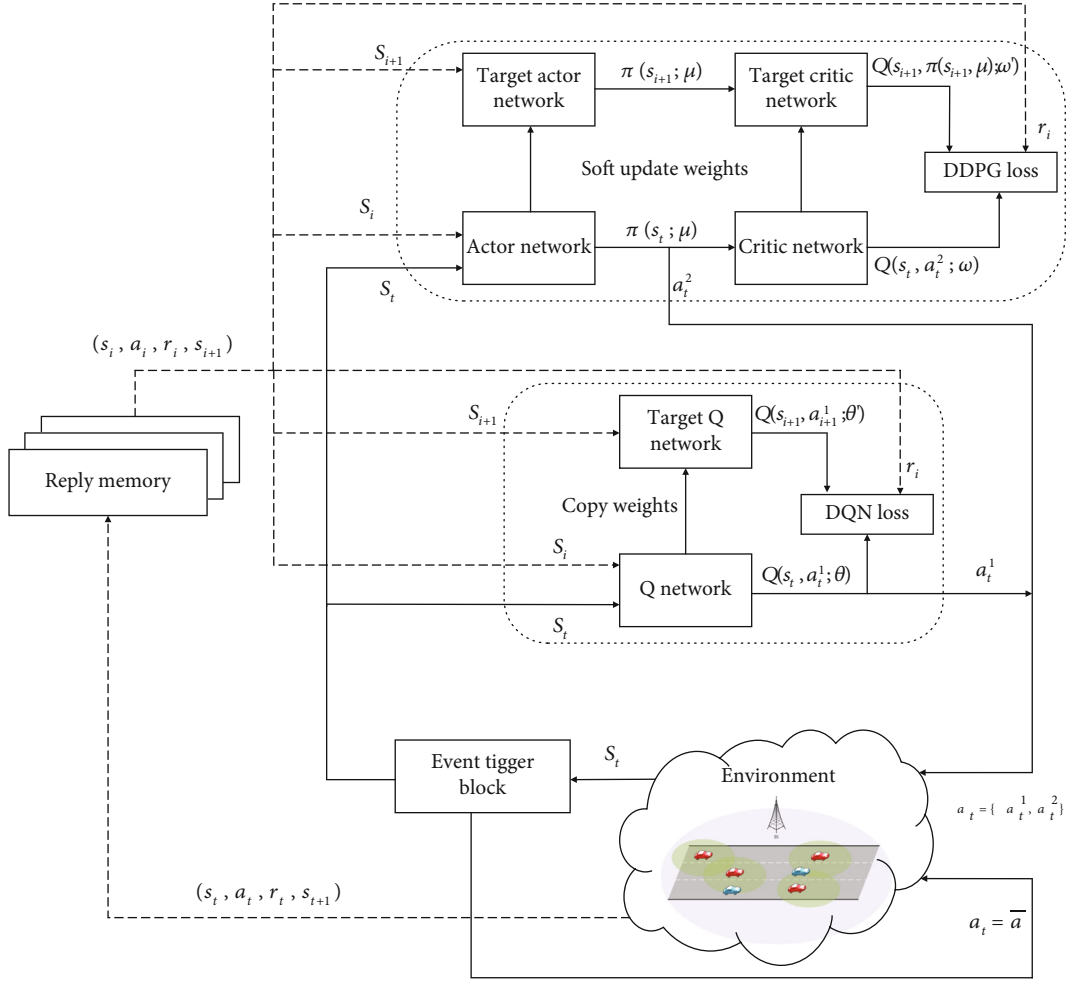 S_{i+1}
Target actor
network
π (s_{i+1} ; μ)
Target critic
network
Q(s_{i+1}, π(s_{i+1}, μ);ω')
r_i
DDPG loss
Soft update weights
S_i
Actor network
π (s_t ; μ)
Critic network
Q(s_t , a_t^2 ; ω)
S_t
a_t^2
(s_i , a_i , r_i , s_{i+1})
Reply memory
S_{i+1}
Target Q
network
Q(s_{i+1}, a_{i+1}^1 ;θ')
r_i
DQN loss
Copy weights
S_i
Q network
Q(s_t , a_t^1 ; θ)
a_t^1
S_t
Event tigger
block
S_t
Environment
a_t = { a_t^1 , a_t^2}
(s_t , a_t , r_t , s_{t+1})
a_t = \overline{a}